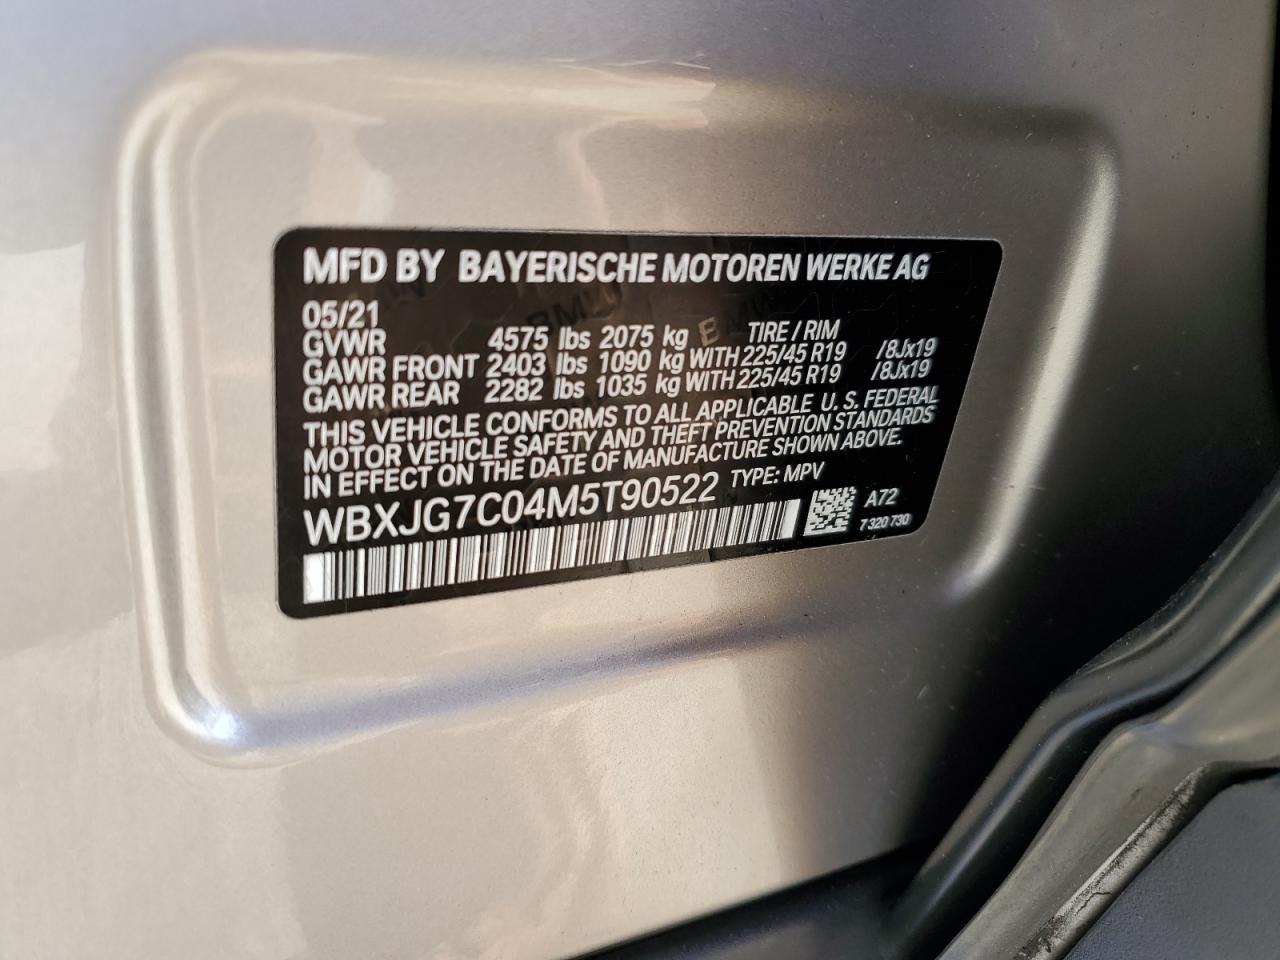 MFD BY BAYERISCHE MOTOREN WERKE AG
05/21
GVWR 4575 lbs 2075 kg TIRE / RIM
GAWR FRONT 2403 lbs 1090 kg WITH 225/45 R19 /8Jx19
GAWR REAR 2282 lbs 1035 kg WITH 225/45 R19 /8Jx19
THIS VEHICLE CONFORMS TO ALL APPLICABLE U. S. FEDERAL
MOTOR VEHICLE SAFETY AND THEFT PREVENTION STANDARDS
IN EFFECT ON THE DATE OF MANUFACTURE SHOWN ABOVE.
WBXJG7C04M5T90522 TYPE: MPV
A72
7 320 730